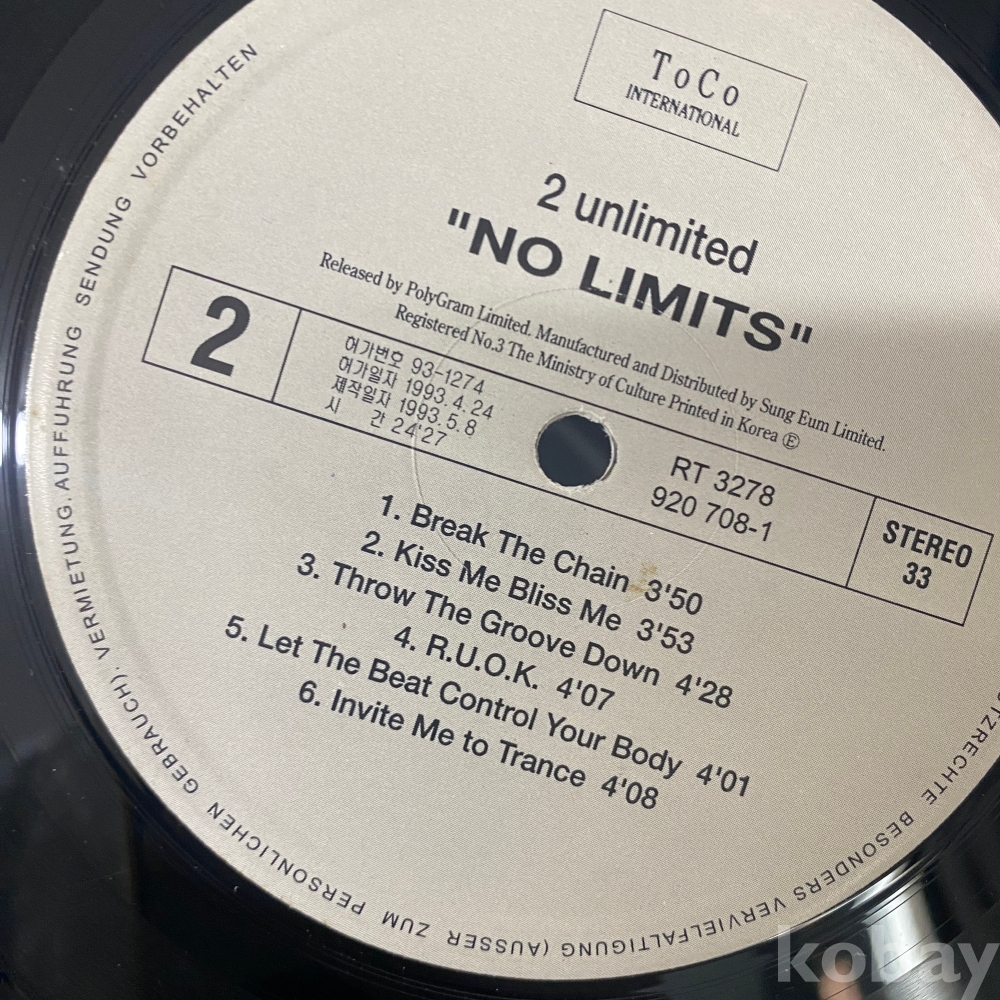 ToCo
INTERNATIONAL
2 unlimited
"NO LIMITS"
Released by PolyGram Limited. Manufactured and Distributed by Sung Eum Limited.
Registered No.3 The Ministry of Culture Printed in Korea Ⓔ
2
허가번호 93-1274
허가일자 1993.4.24
제작일자 1993.5.8
시 간 24'27
RT 3278
920 708-1
STEREO
33
1. Break The Chain 3'50
2. Kiss Me Bliss Me 3'53
3. Throw The Groove Down 4'28
4. R.U.O.K. 4'07
5. Let The Beat Control Your Body 4'01
6. Invite Me to Trance 4'08
BESONDERS VERVIELFALTIGUNG (AUSSER ZUM PERSONLICHEN GEBRAUCH), VERMIETUNG. AUFFUHRUNG SENDUNG VORBEHALTEN
kobay